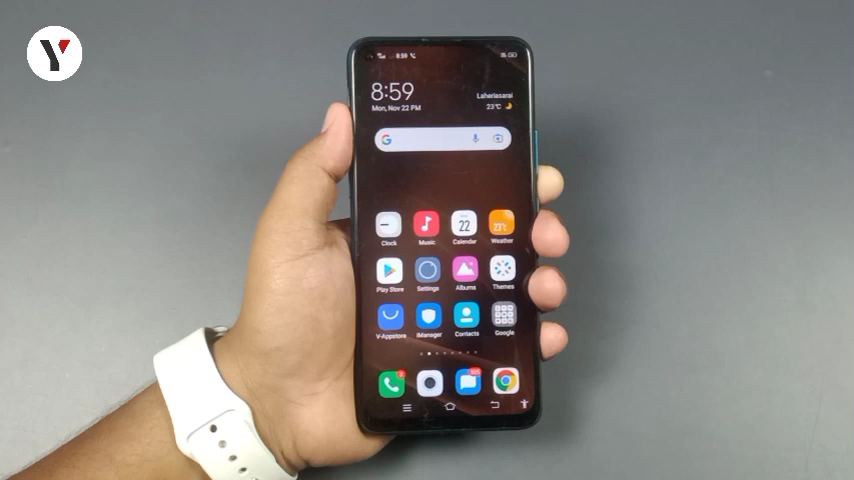 Y
8:59
8:59
Mon, Nov 22 PM
Laheriasarai
23°C
G
22
23°C
Clock
Music
Calendar
Weather
Play Store
Settings
Albums
Themes
V-Appstore
iManager
Contacts
Google